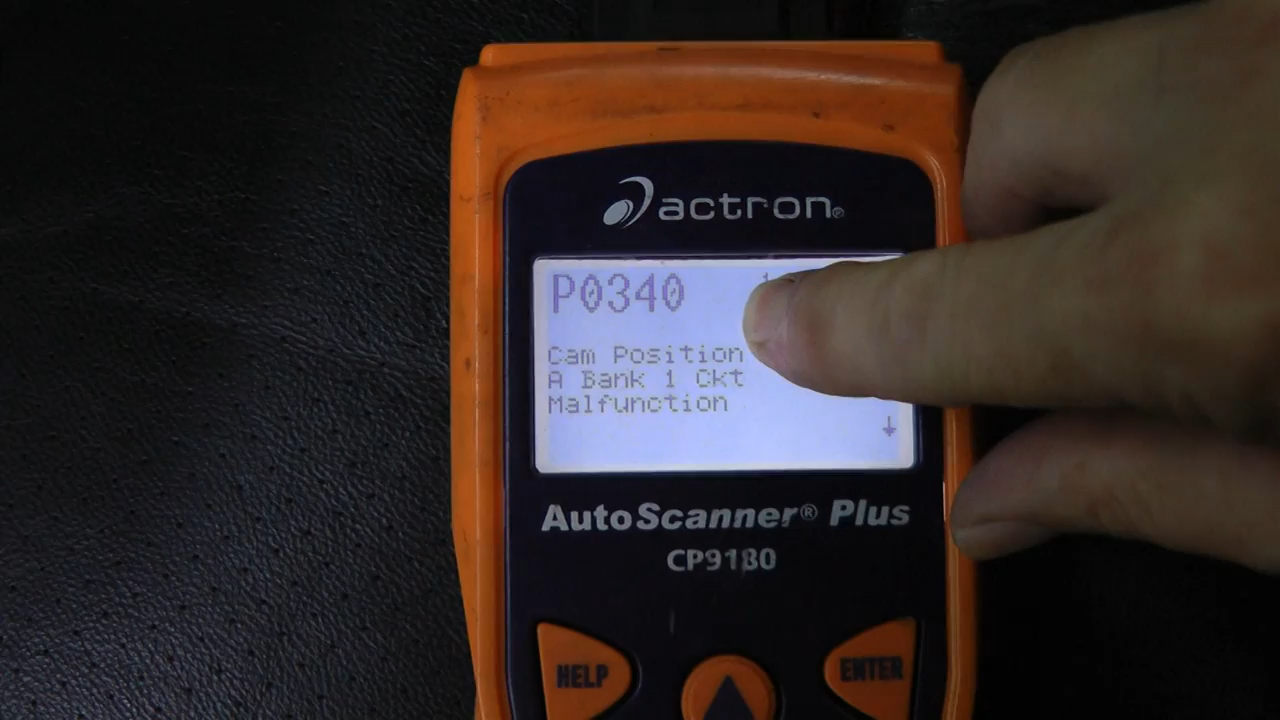 actron®
P0340
Cam Position
A Bank 1 Ckt
Malfunction
AutoScanner® Plus
CP9180
HELP
ENTER